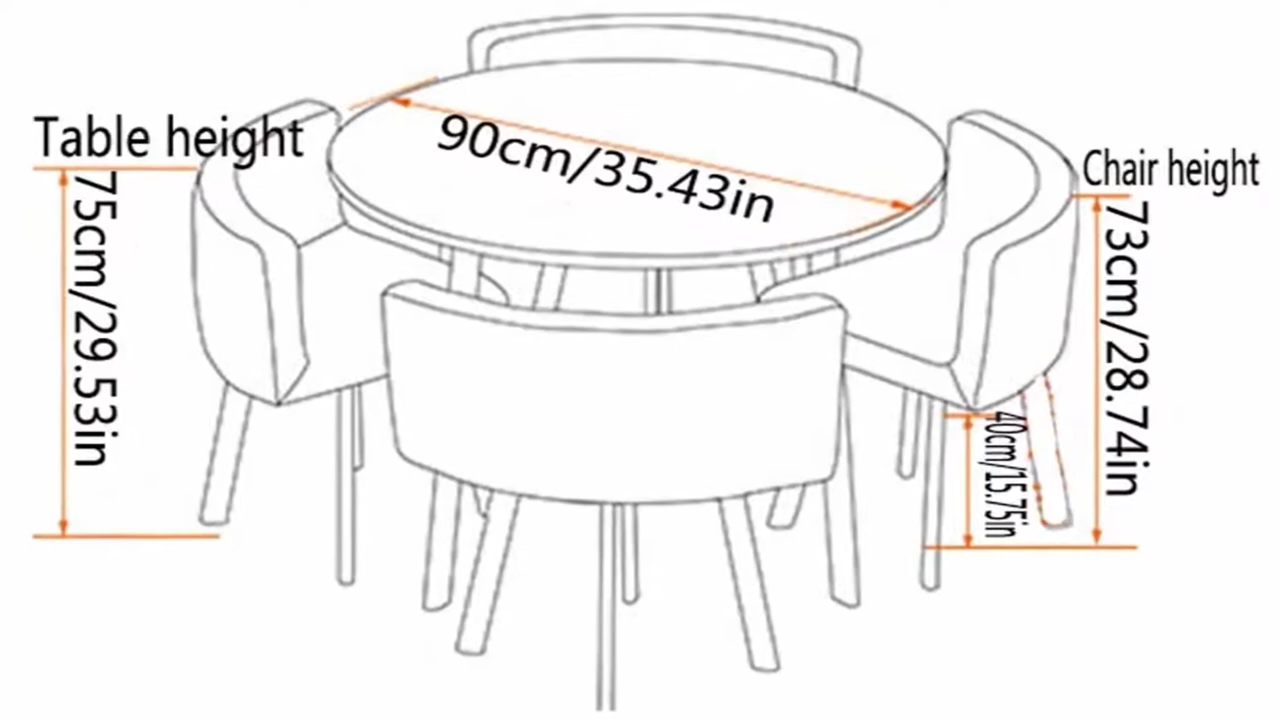 Table height
75cm/29.53in
90cm/35.43in
Chair height
73cm/28.74in
40cm/15.75in